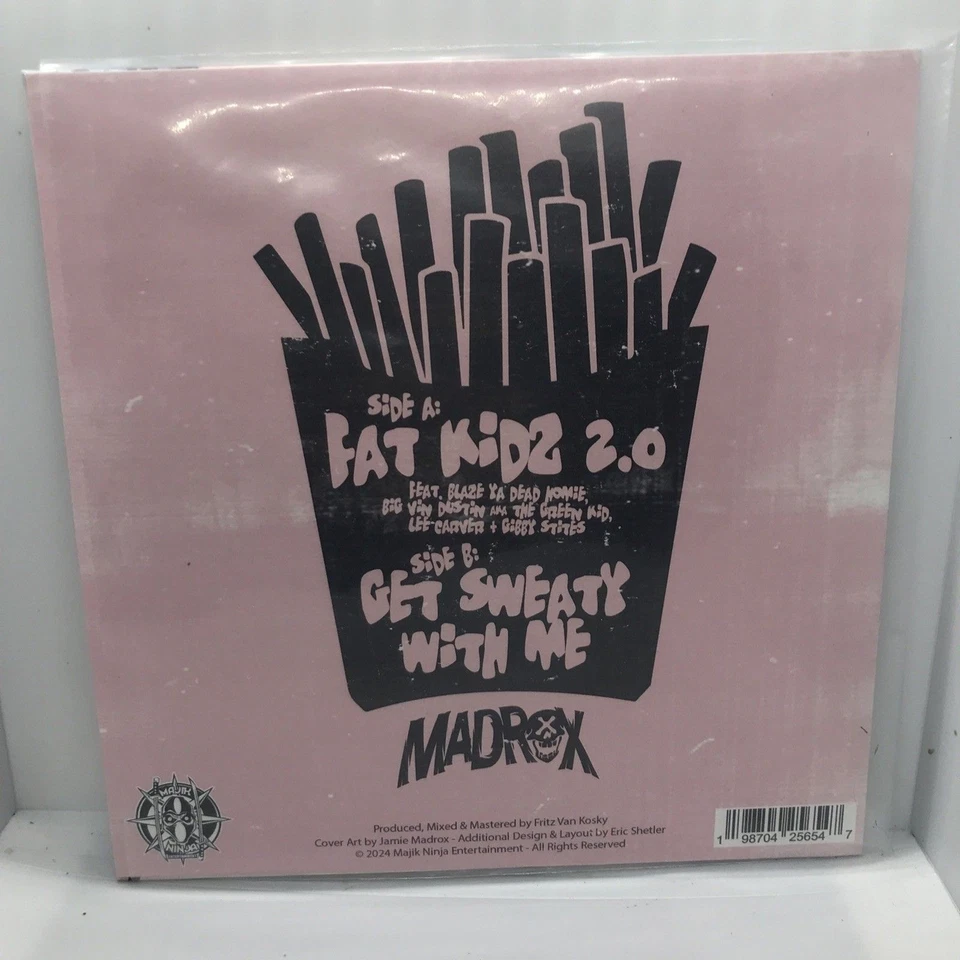 SiDE A:
FAT KiDZ 2.0
FEAT. BLAZE YA DEAD HOMIE,
BIG VIN DUSTIN AKA THE GREEN KID,
LEE CARVER + GIBBY STITES
SiDE B:
GET SWEATY
WiTH ME
MADROX
MAJIK
NINJA
Produced, Mixed & Mastered by Fritz Van Kosky
Cover Art by Jamie Madrox - Additional Design & Layout by Eric Shetler
© 2024 Majik Ninja Entertainment - All Rights Reserved
1 98704 25654 7